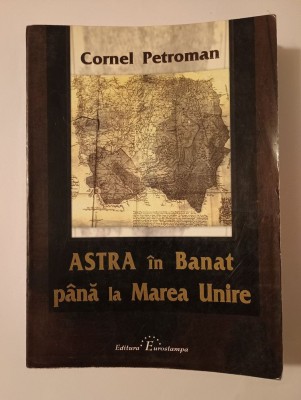 Cornel Petroman
ASTRA în Banat
până la Marea Unire
Editura Eurostampa